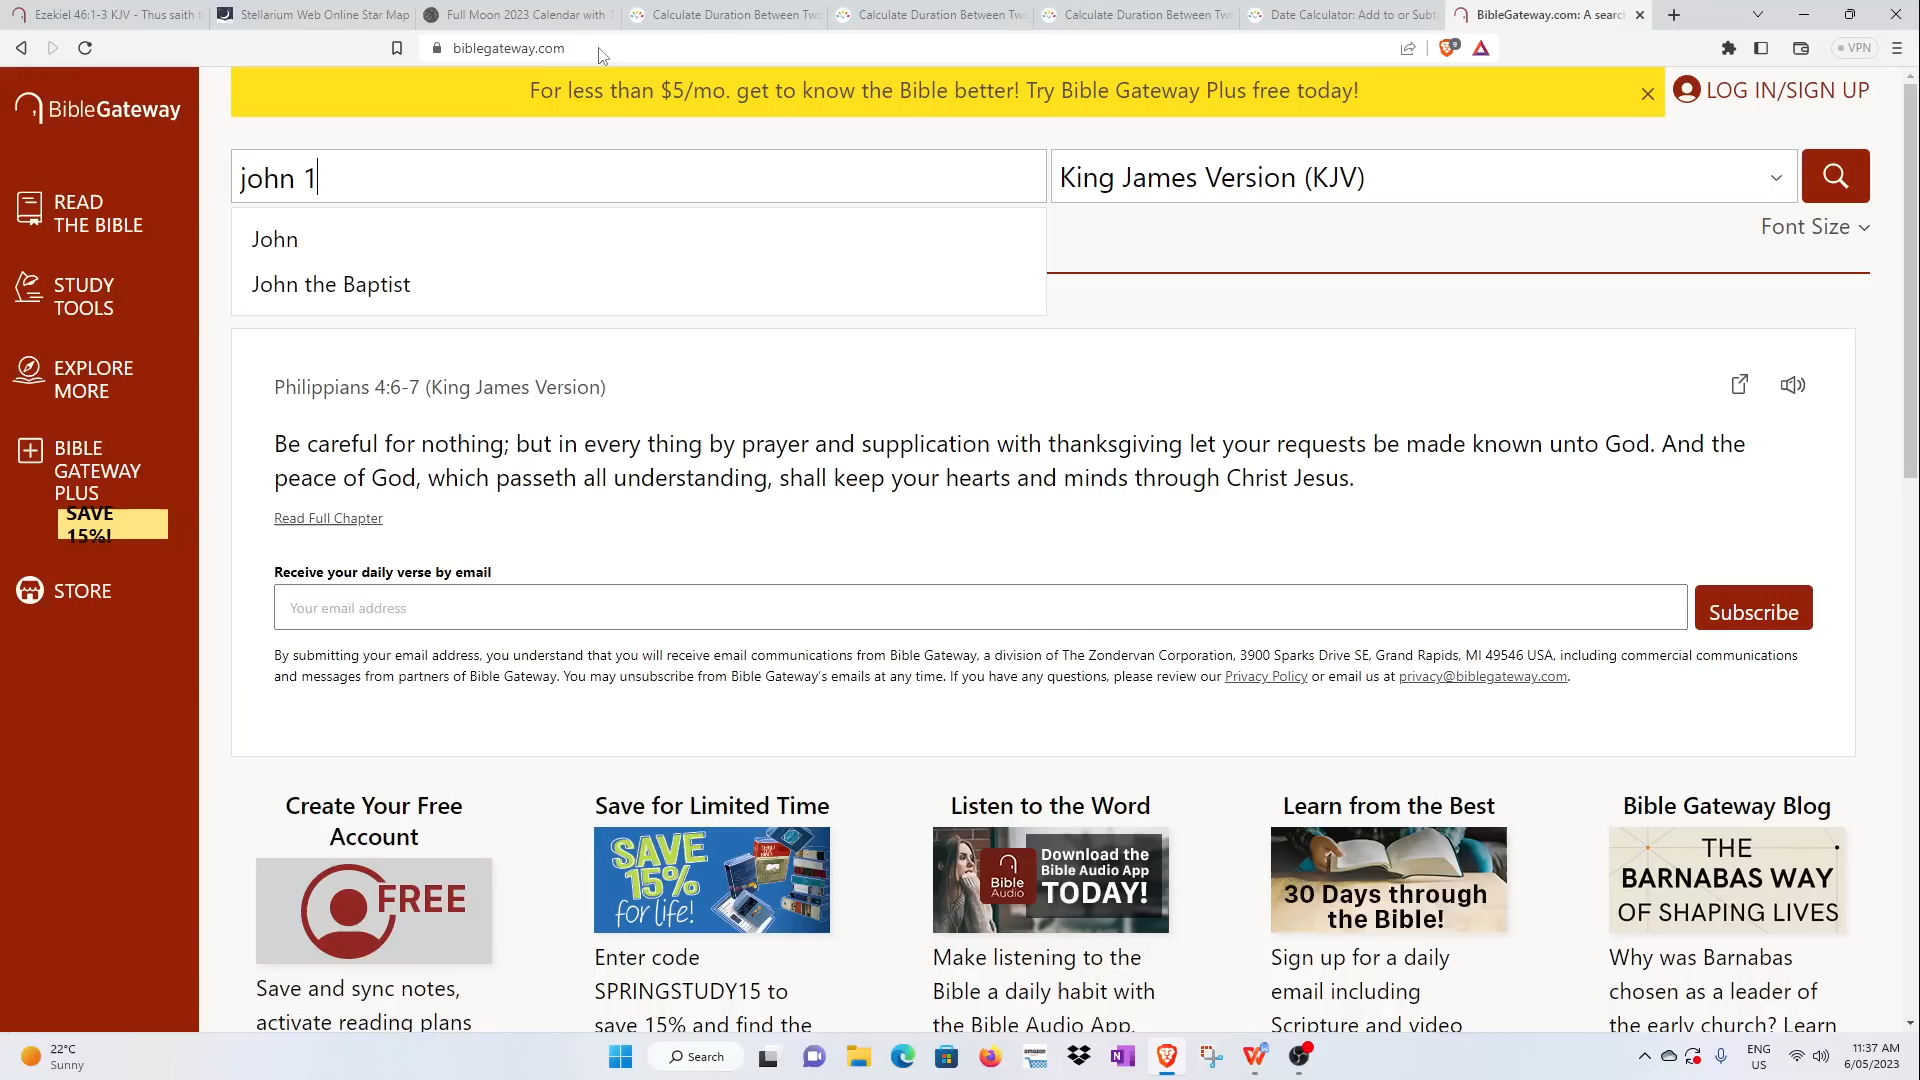 Ezekiel 46:1-3 KJV - Thus saith t
Stellarium Web Online Star Map
Full Moon 2023 Calendar with
Calculate Duration Between Two
Calculate Duration Between Two
Calculate Duration Between Two
Date Calculator: Add to or Subt
BibleGateway.com: A searc
biblegateway.com
9
VPN
BibleGateway
For less than $5/mo. get to know the Bible better! Try Bible Gateway Plus free today!
LOG IN/SIGN UP
john 1
King James Version (KJV)
Font Size
John
John the Baptist
READ
THE BIBLE
STUDY
TOOLS
EXPLORE
MORE
BIBLE
GATEWAY
PLUS
SAVE
15%!
STORE
Philippians 4:6-7 (King James Version)
Be careful for nothing; but in every thing by prayer and supplication with thanksgiving let your requests be made known unto God. And the
peace of God, which passeth all understanding, shall keep your hearts and minds through Christ Jesus.
Read Full Chapter
Receive your daily verse by email
Your email address
Subscribe
By submitting your email address, you understand that you will receive email communications from Bible Gateway, a division of The Zondervan Corporation, 3900 Sparks Drive SE, Grand Rapids, MI 49546 USA, including commercial communications
and messages from partners of Bible Gateway. You may unsubscribe from Bible Gateway's emails at any time. If you have any questions, please review our Privacy Policy or email us at privacy@biblegateway.com.
Create Your Free
Account
FREE
Save and sync notes,
activate reading plans
Save for Limited Time
SAVE
15%
for life!
Enter code
SPRINGSTUDY15 to
save 15% and find the
Listen to the Word
Bible
Audio
Download the
Bible Audio App
TODAY!
Make listening to the
Bible a daily habit with
the Bible Audio App.
Learn from the Best
30 Days through
the Bible!
Sign up for a daily
email including
Scripture and video
Bible Gateway Blog
THE
BARNABAS WAY
OF SHAPING LIVES
Why was Barnabas
chosen as a leader of
the early church? Learn
22°C
Sunny
Search
amazon
ENG
US
11:37 AM
6/05/2023